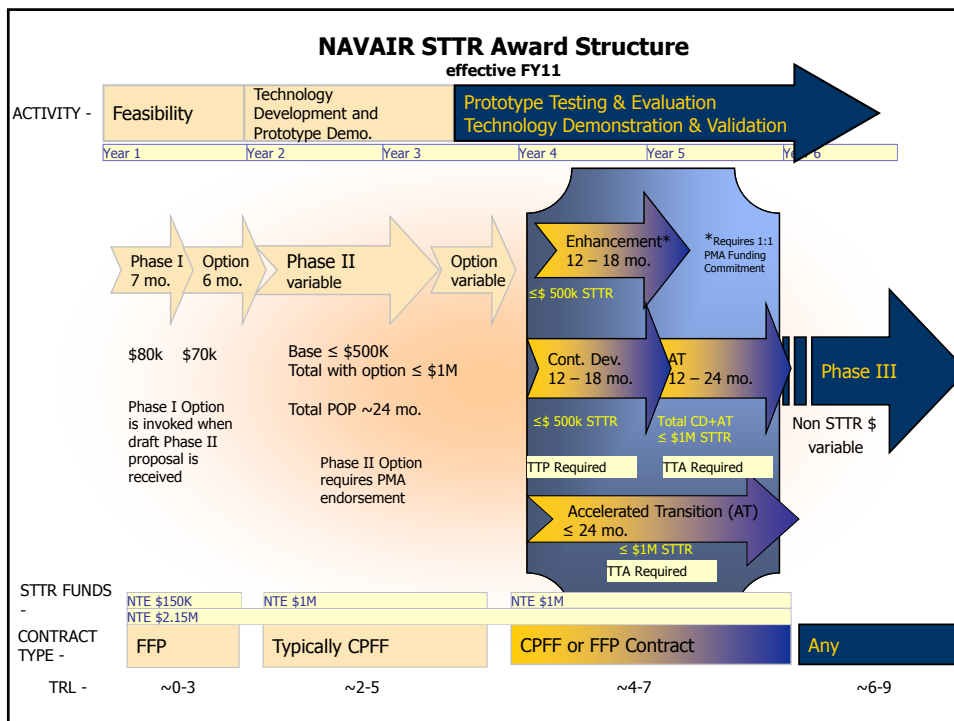 NAVAIR STTR Award Structure
effective FY11
ACTIVITY -
Feasibility
Technology
Development and
Prototype Demo.
Prototype Testing & Evaluation
Technology Demonstration & Validation
Year 1
Year 2
Year 3
Year 4
Year 5
Phase I
7 mo.
Option
6 mo.
Phase II
variable
Option
variable
Enhancement*
12 – 18 mo.
*Requires 1:1
PMA Funding
Commitment
≤$ 500k STTR
$80k
$70k
Base ≤ $500K
Total with option ≤ $1M
Total POP ~24 mo.
Cont. Dev.
12 – 18 mo.
AT
12 – 24 mo.
Phase III
Phase I Option
is invoked when
draft Phase II
proposal is
received
Phase II Option
requires PMA
endorsement
≤$ 500k STTR
Total CD+AT
≤ $1M STTR
Non STTR $
variable
TTP Required
TTA Required
Accelerated Transition (AT)
≤ 24 mo.
≤ $1M STTR
TTA Required
STTR FUNDS
-
NTE $150K
NTE $1M
NTE $1M
NTE $2.15M
CONTRACT
TYPE -
FFP
Typically CPFF
CPFF or FFP Contract
Any
TRL -
~0-3
~2-5
~4-7
~6-9